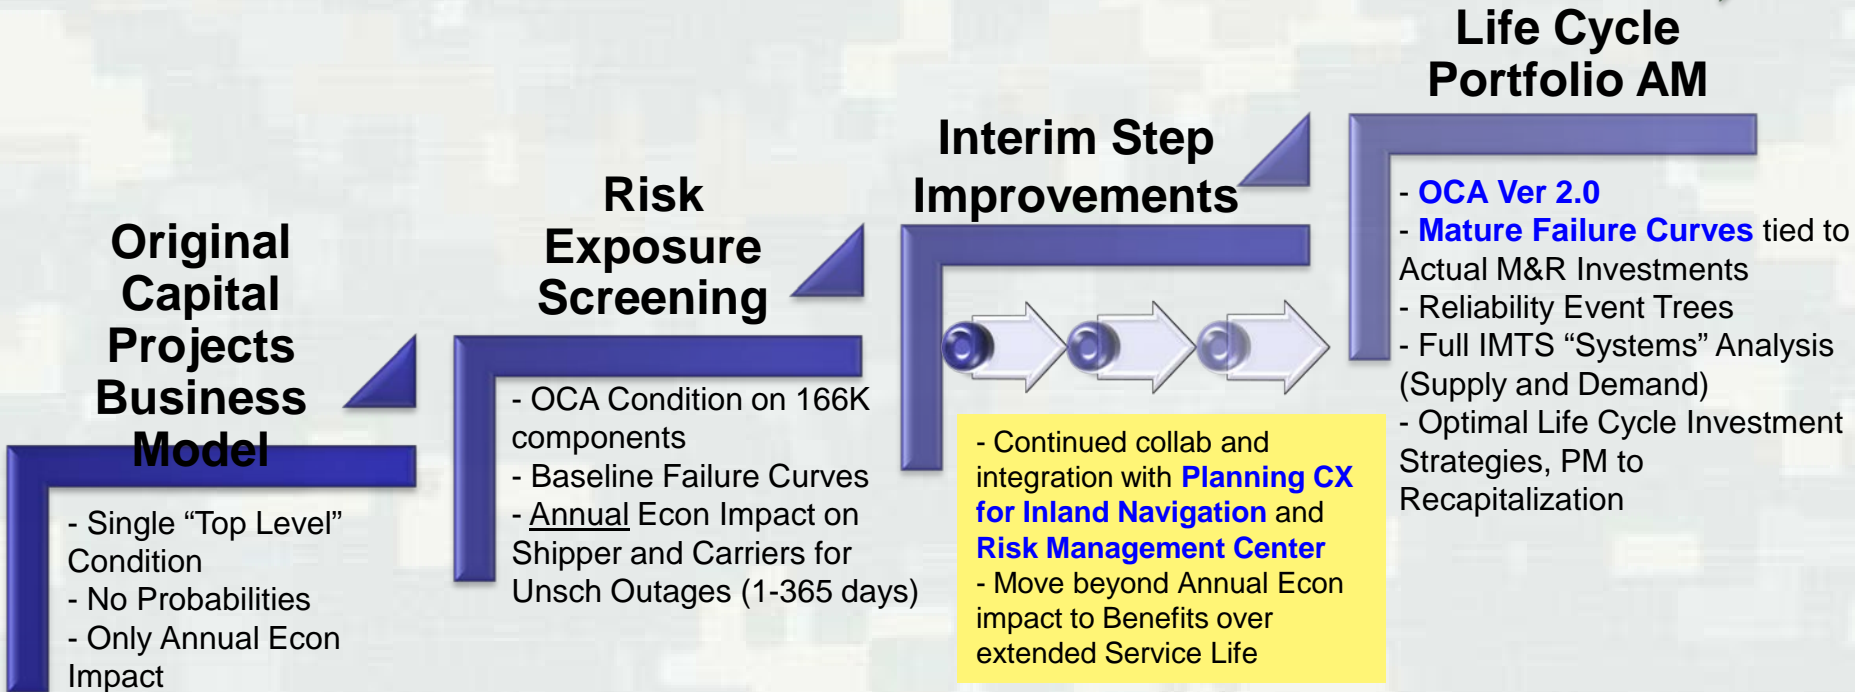 Original
Capital
Projects
Business
Model
- Single “Top Level”
Condition
- No Probabilities
- Only Annual Econ
Impact
Risk
Exposure
Screening
- OCA Condition on 166K
components
- Baseline Failure Curves
- Annual Econ Impact on
Shipper and Carriers for
Unsch Outages (1-365 days)
Interim Step
Improvements
- Continued collab and
integration with Planning CX
for Inland Navigation and
Risk Management Center
- Move beyond Annual Econ
impact to Benefits over
extended Service Life
Life Cycle
Portfolio AM
- OCA Ver 2.0
- Mature Failure Curves tied to
Actual M&R Investments
- Reliability Event Trees
- Full IMTS “Systems” Analysis
(Supply and Demand)
- Optimal Life Cycle Investment
Strategies, PM to
Recapitalization